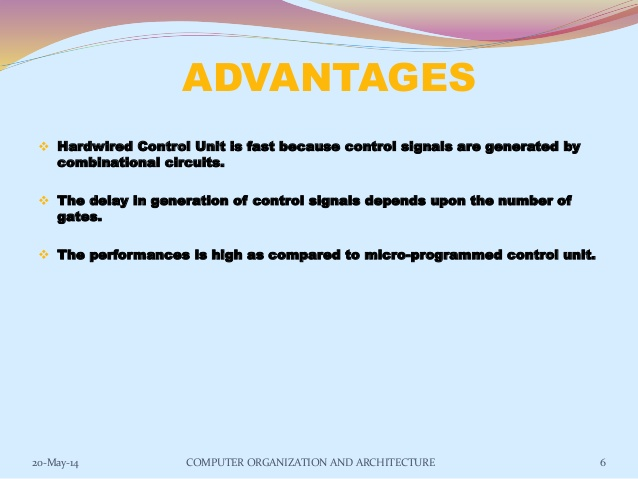 ADVANTAGES
Hardwired Control Unit is fast because control signals are generated by
combinational circuits.
The delay in generation of control signals depends upon the number of
gates.
The performances is high as compared to micro-programmed control unit.
20-May-14 COMPUTER ORGANIZATION AND ARCHITECTURE 6